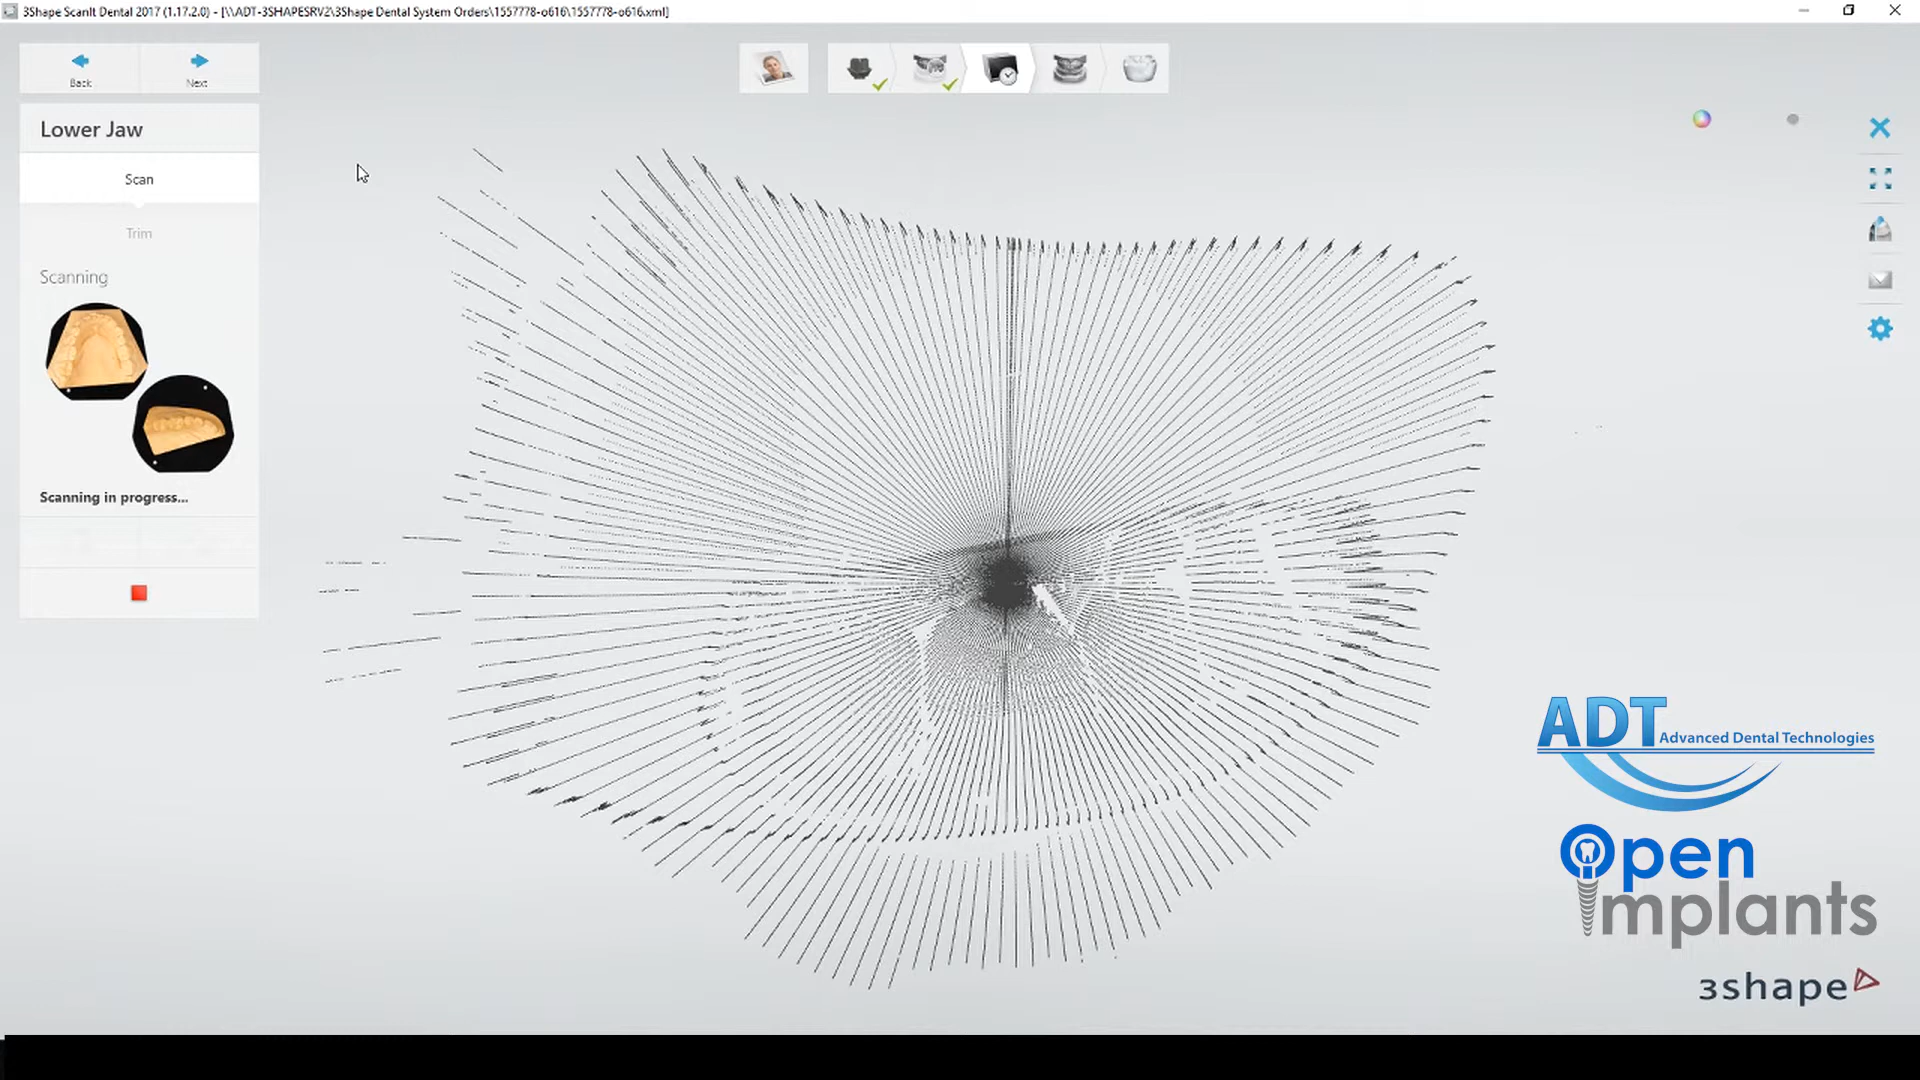 3Shape ScanIt Dental 2017 (1.17.2.0) - [\\ADT-3SHAPESRV2\3Shape Dental System Orders\1557778-o616\1557778-o616.xml]
Back
Next
Lower Jaw
Scan
Trim
Scanning
Scanning in progress...
ADT Advanced Dental Technologies
Open
Implants
3shape